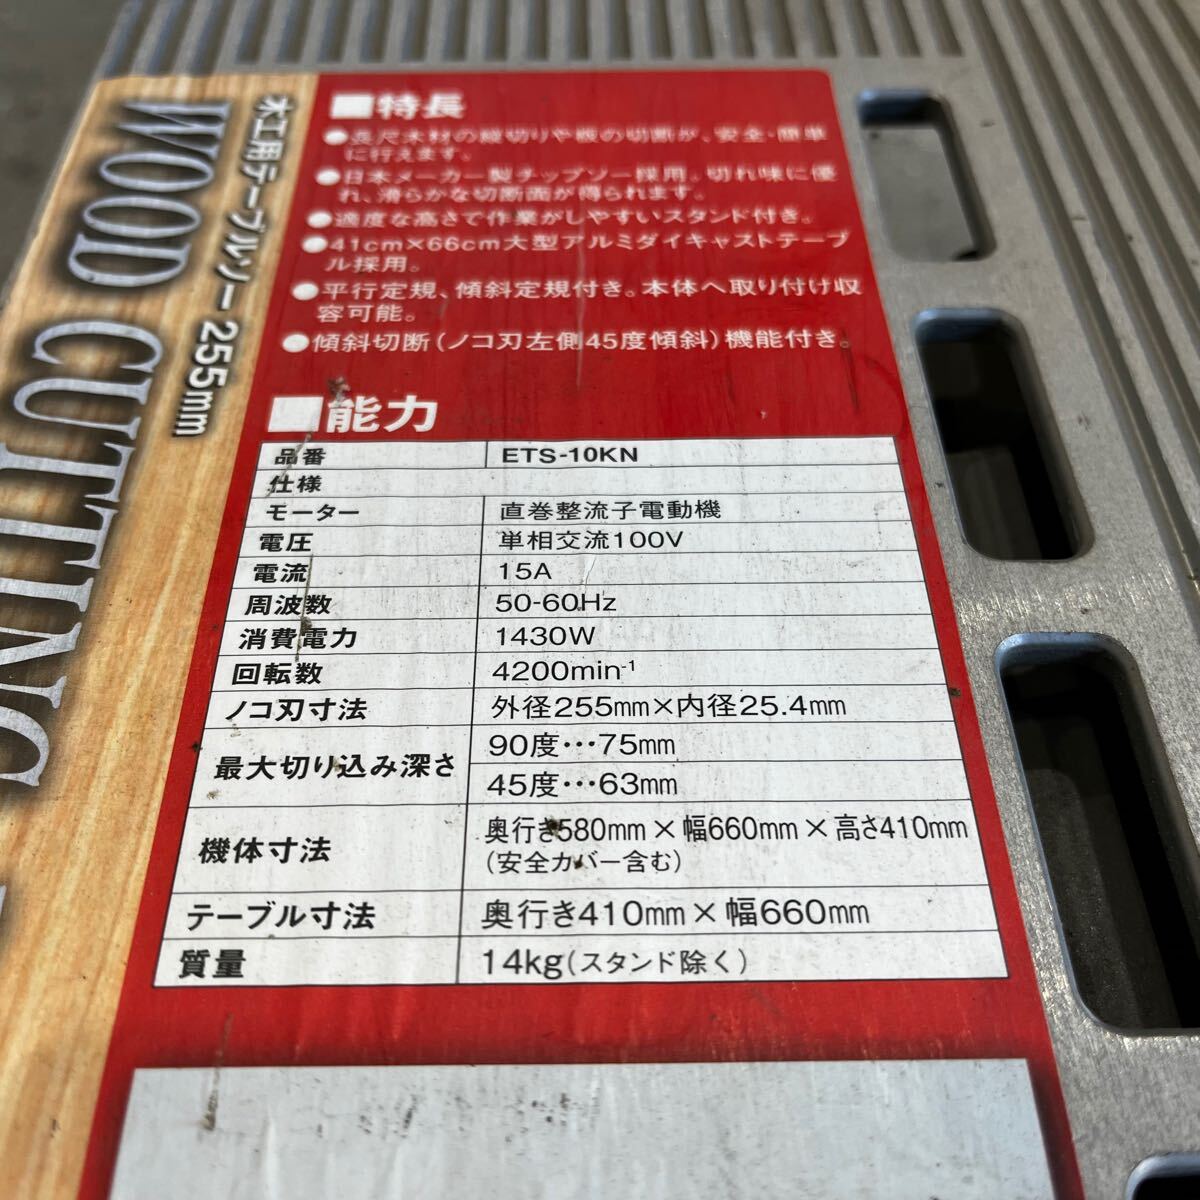 木工用テーブルソー 255mm
WOOD CUTTING
■特長
●長尺木材の縦切りや板の切断が、安全・簡単
に行えます。
●日本メーカー製チップソー採用。切れ味に優
れ、滑らかな切断面が得られます。
●適度な高さで作業がしやすいスタンド付き。
●41cm×66cm大型アルミダイキャストテーブ
ル採用。
●平行定規、傾斜定規付き。本体へ取り付け収
容可能。
●傾斜切断(ノコ刃左側45度傾斜)機能付き。
■能力
品番 ETS-10KN
仕様
モーター 直巻整流子電動機
電圧 単相交流100V
電流 15A
周波数 50-60Hz
消費電力 1430W
回転数 4200min⁻¹
ノコ刃寸法 外径255mm×内径25.4mm
最大切り込み深さ 90度…75mm
45度…63mm
機体寸法 奥行き580mm×幅660mm×高さ410mm
(安全カバー含む)
テーブル寸法 奥行き410mm×幅660mm
質量 14kg(スタンド除く)